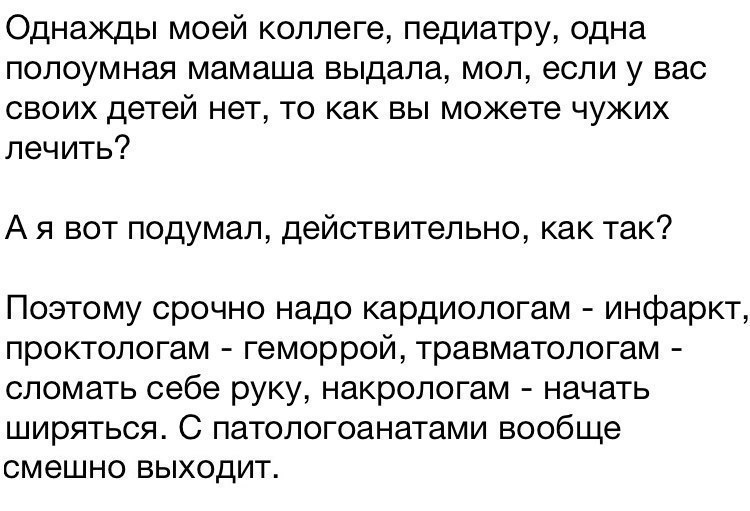 Однажды моей коллеге, педиатру, одна
полоумная мамаша выдала, мол, если у вас
своих детей нет, то как вы можете чужих
лечить?
А я вот подумал, действительно, как так?
Поэтому срочно надо кардиологам - инфаркт,
проктологам - геморрой, травматологам -
сломать себе руку, накрологам - начать
ширяться. С патологоанатами вообще
смешно выходит.